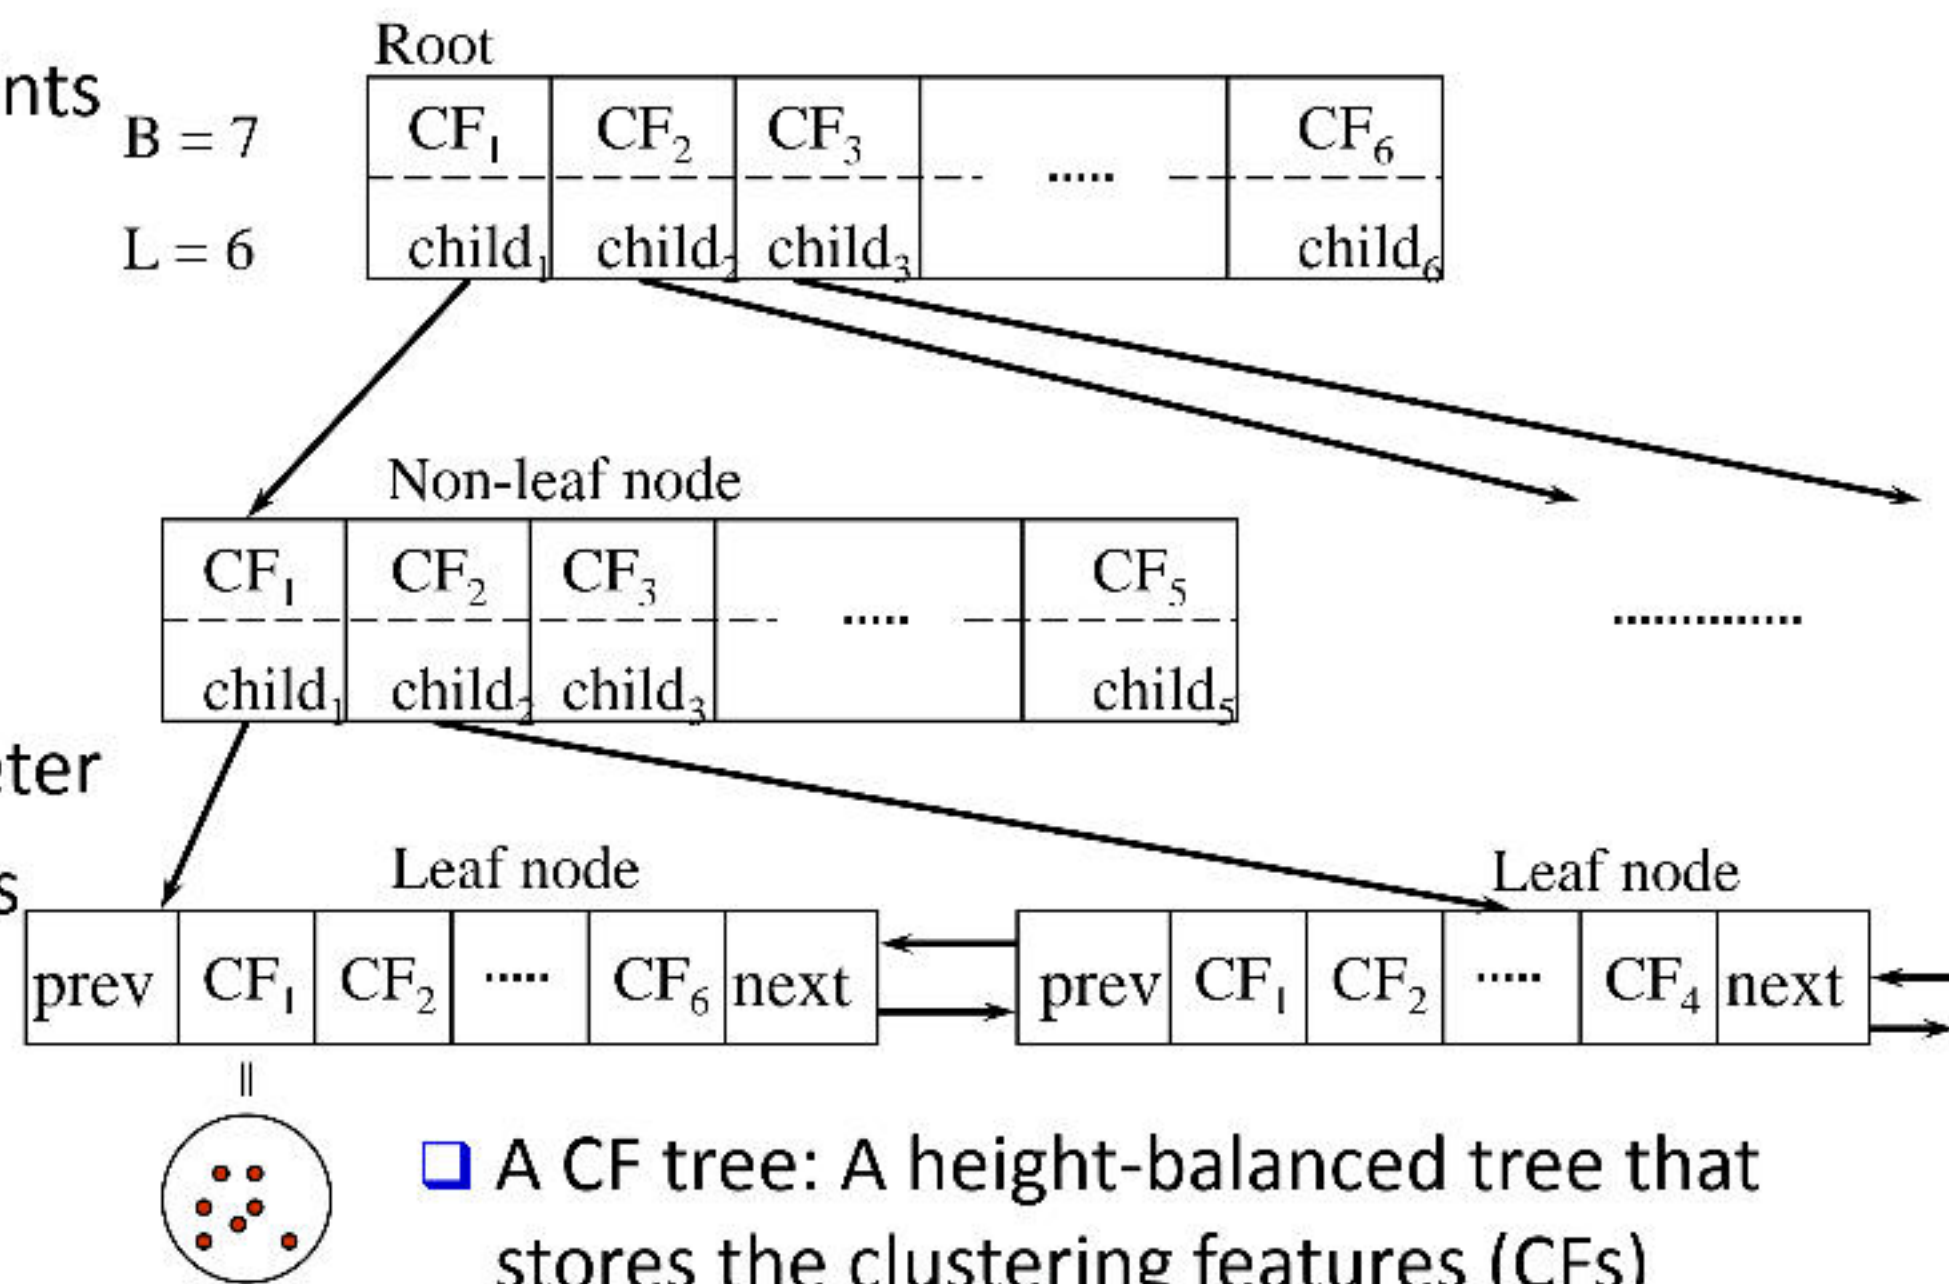 Root
nts
B = 7
CF₁ CF₂ CF₃ ..... CF₆
L = 6
child₁ child₂ child₃ child₆
Non-leaf node
CF₁ CF₂ CF₃ ..... CF₅ ..............
child₁ child₂ child₃ child₅
eter
Leaf node Leaf node
s
prev CF₁ CF₂ ..... CF₆ next prev CF₁ CF₂ ..... CF₄ next
A CF tree: A height-balanced tree that
stores the clustering features (CFs)